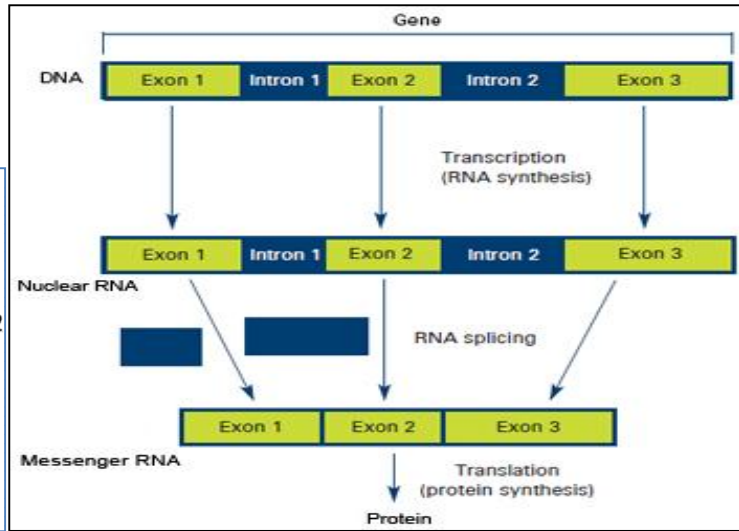 Gene
DNA
Exon 1 Intron 1 Exon 2 Intron 2 Exon 3
Transcription
(RNA synthesis)
Exon 1 Intron 1 Exon 2 Intron 2 Exon 3
Nuclear RNA
2
RNA splicing
Exon 1 Exon 2 Exon 3
Messenger RNA
Translation
(protein synthesis)
Protein